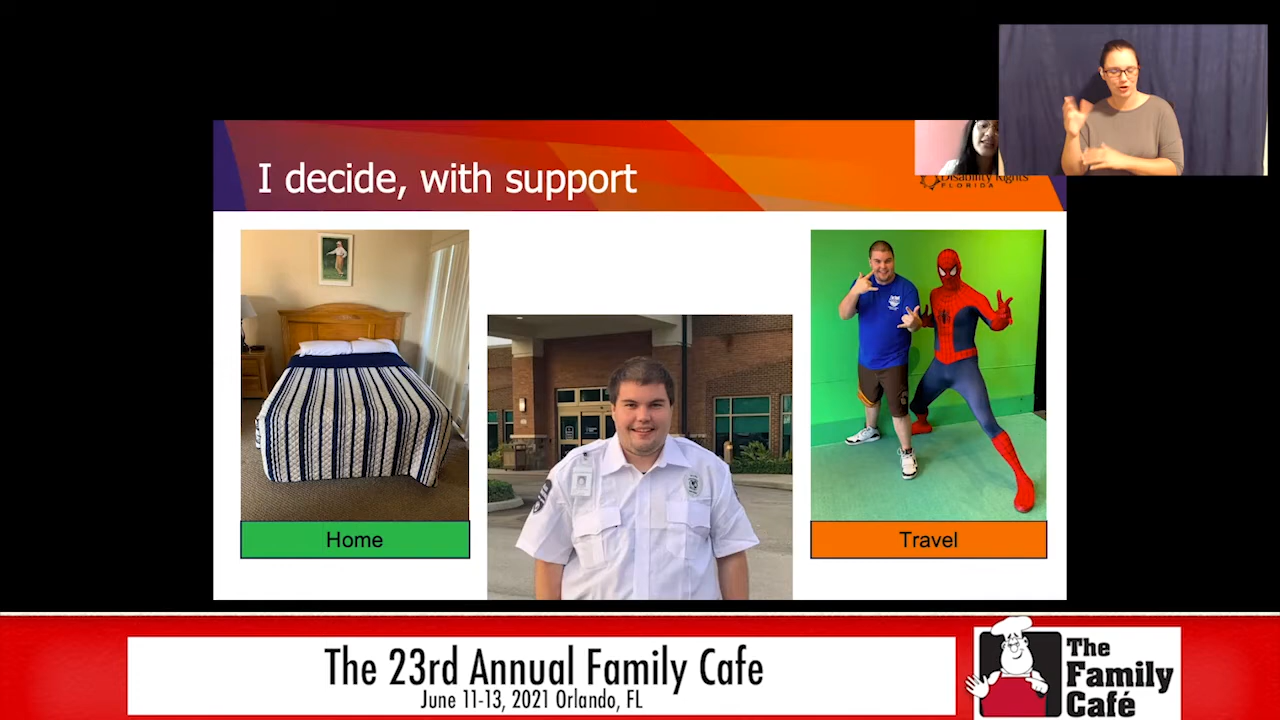 I decide, with support
Disability Rights
FLORIDA
Home
Travel
The 23rd Annual Family Cafe
June 11-13, 2021 Orlando, FL
The
Family
Café